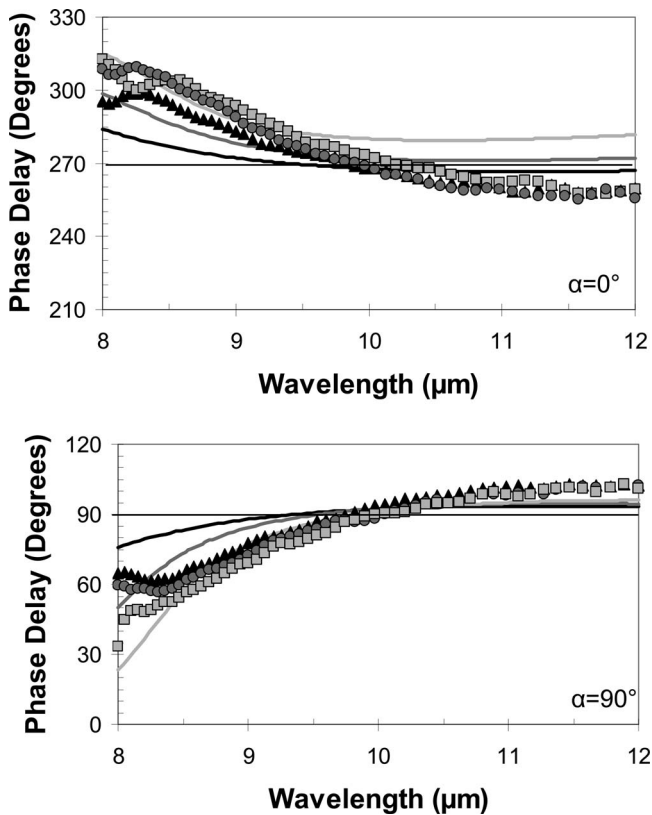 Phase Delay (Degrees)
330
300
270
240
210
α=0°
8 9 10 11 12
Wavelength (µm)
Phase Delay (Degrees)
120
90
60
30
0
α=90°
8 9 10 11 12
Wavelength (µm)